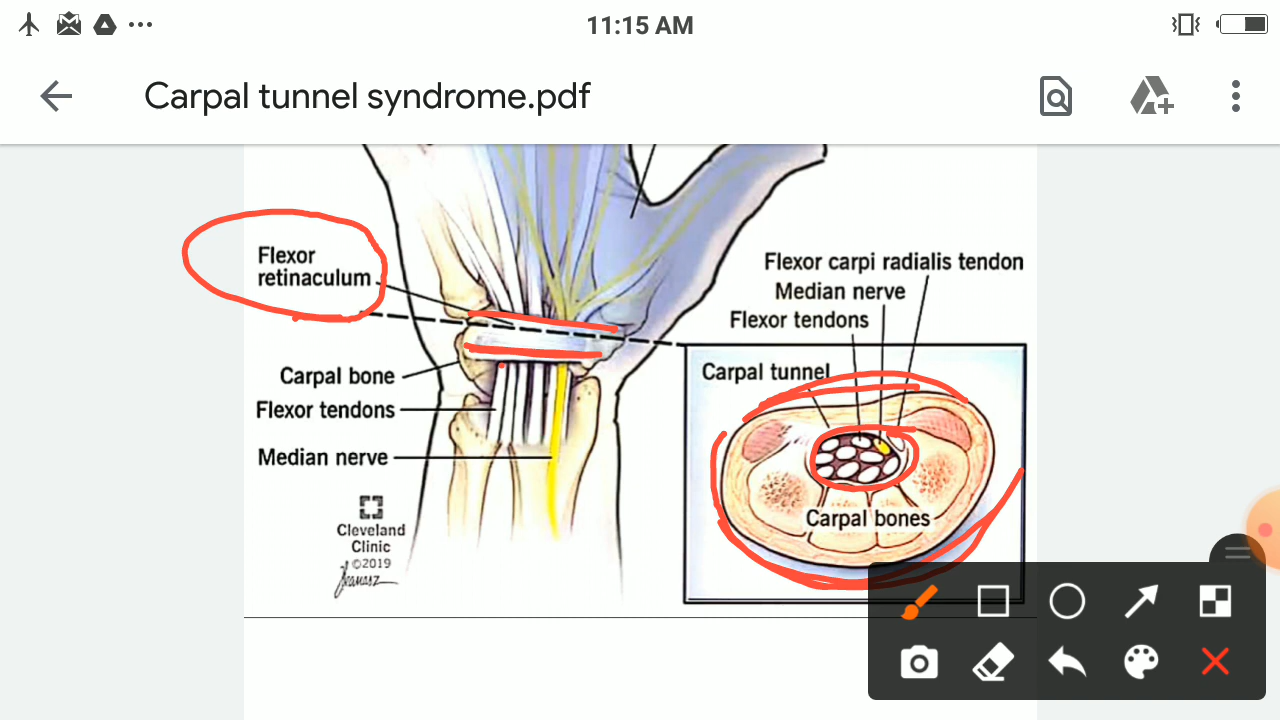 11:15 AM
Carpal tunnel syndrome.pdf
Flexor
retinaculum
Carpal bone
Flexor tendons
Median nerve
Cleveland
Clinic
©2019
Flexor carpi radialis tendon
Median nerve
Flexor tendons
Carpal tunnel
Carpal bones